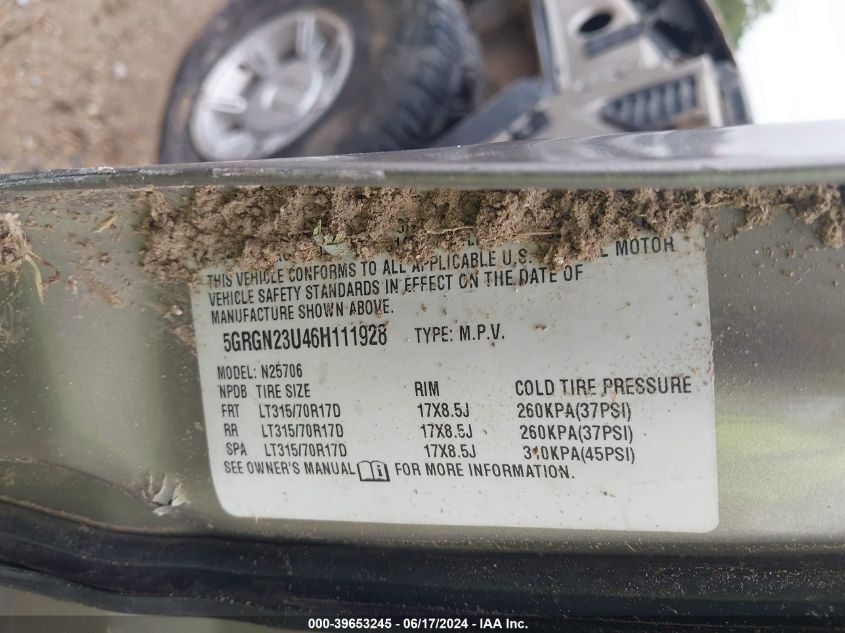 THIS VEHICLE CONFORMS TO ALL APPLICABLE U.S. MOTOR
VEHICLE SAFETY STANDARDS IN EFFECT ON THE DATE OF
MANUFACTURE SHOWN ABOVE.
5GRGN23U46H111928 TYPE: M.P.V.
MODEL: N25706
NPDB TIRE SIZE RIM COLD TIRE PRESSURE
FRT LT315/70R17D 17X8.5J 260KPA(37PSI)
RR LT315/70R17D 17X8.5J 260KPA(37PSI)
SPA LT315/70R17D 17X8.5J 310KPA(45PSI)
SEE OWNER'S MANUAL FOR MORE INFORMATION.
000-39653245 - 06/17/2024 - IAA Inc.